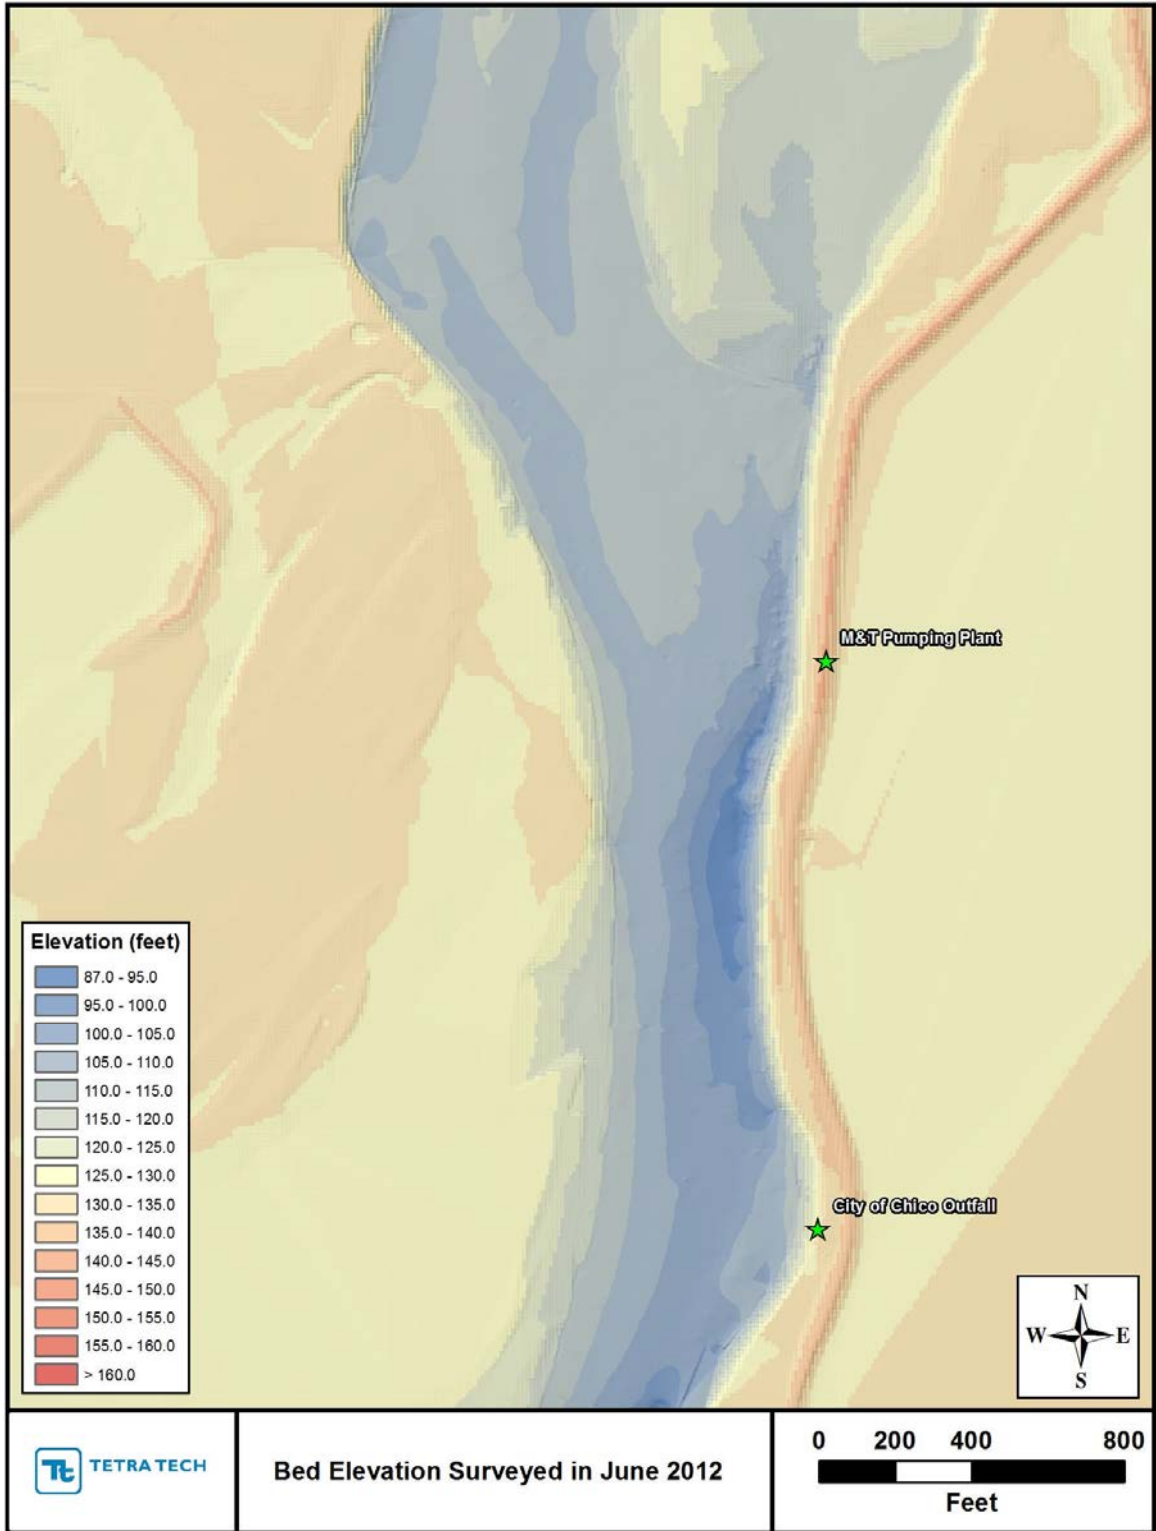 M&T Pumping Plant
City of Chico Outfall
Elevation (feet)
87.0 - 95.0
95.0 - 100.0
100.0 - 105.0
105.0 - 110.0
110.0 - 115.0
115.0 - 120.0
120.0 - 125.0
125.0 - 130.0
130.0 - 135.0
135.0 - 140.0
140.0 - 145.0
145.0 - 150.0
150.0 - 155.0
155.0 - 160.0
> 160.0
N
W E
S
Tt TETRA TECH
Bed Elevation Surveyed in June 2012
0 200 400 800
Feet